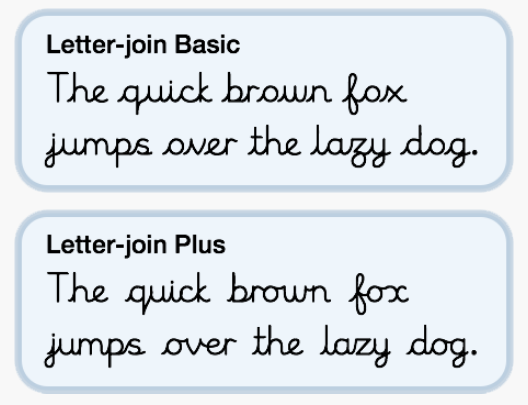 Letter-join Basic
The quick brown fox
jumps over the lazy dog.
Letter-join Plus
The quick brown fox
jumps over the lazy dog.